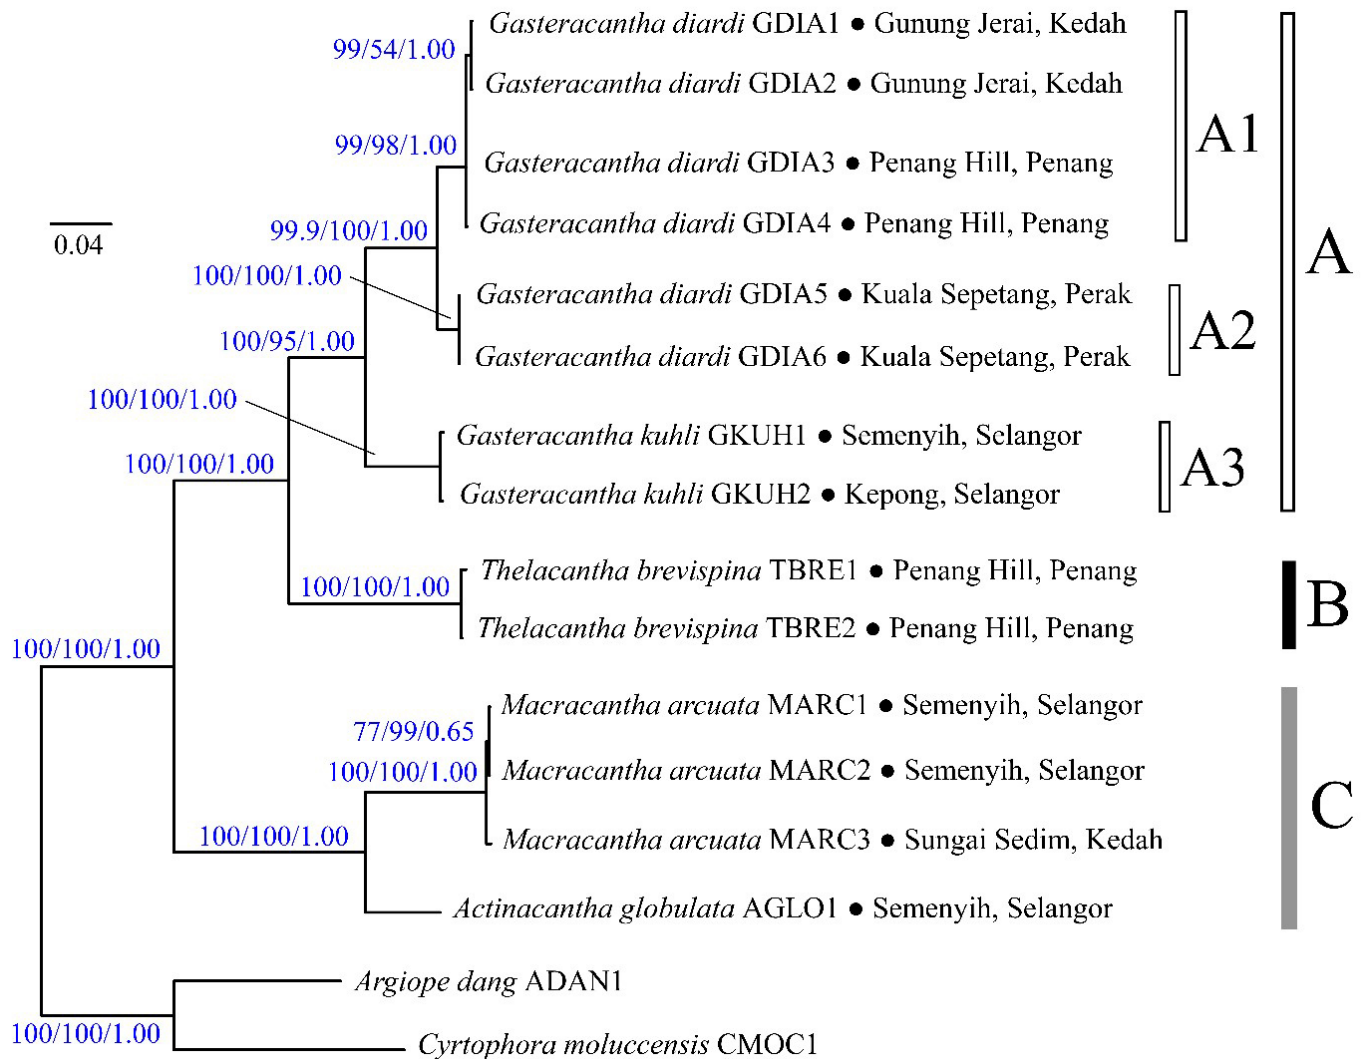 Gasteracantha diardi GDIA1 ● Gunung Jerai, Kedah
99/54/1.00
Gasteracantha diardi GDIA2 ● Gunung Jerai, Kedah
A1
99/98/1.00
Gasteracantha diardi GDIA3 ● Penang Hill, Penang
Gasteracantha diardi GDIA4 ● Penang Hill, Penang
0.04
99.9/100/1.00
A
100/100/1.00
Gasteracantha diardi GDIA5 ● Kuala Sepetang, Perak
A2
100/95/1.00
Gasteracantha diardi GDIA6 ● Kuala Sepetang, Perak
100/100/1.00
Gasteracantha kuhli GKUH1 ● Semenyih, Selangor
A3
100/100/1.00
Gasteracantha kuhli GKUH2 ● Kepong, Selangor
Thelacantha brevispina TBRE1 ● Penang Hill, Penang
100/100/1.00
B
Thelacantha brevispina TBRE2 ● Penang Hill, Penang
100/100/1.00
Macracantha arcuata MARC1 ● Semenyih, Selangor
77/99/0.65
100/100/1.00
Macracantha arcuata MARC2 ● Semenyih, Selangor
C
100/100/1.00
Macracantha arcuata MARC3 ● Sungai Sedim, Kedah
Actinacantha globulata AGLO1 ● Semenyih, Selangor
Argiope dang ADAN1
100/100/1.00
Cyrtophora moluccensis CMOC1